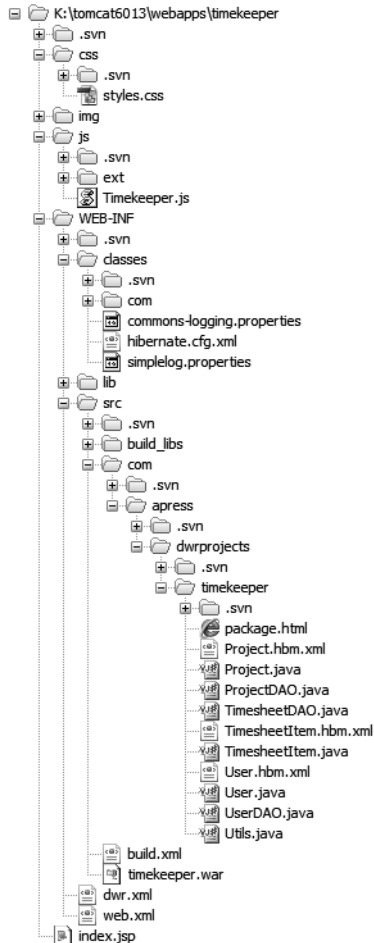 K:\tomcat6013\webapps\timekeeper
.svn
css
.svn
styles.css
img
js
.svn
ext
Timekeeper.js
WEB-INF
.svn
classes
.svn
com
commons-logging.properties
hibernate.cfg.xml
simplelog.properties
lib
src
.svn
build_libs
com
.svn
apress
.svn
dwrprojects
.svn
timekeeper
.svn
package.html
Project.hbm.xml
Project.java
ProjectDAO.java
TimesheetDAO.java
TimesheetItem.hbm.xml
TimesheetItem.java
User.hbm.xml
User.java
UserDAO.java
Utils.java
build.xml
timekeeper.war
dwr.xml
web.xml
index.jsp